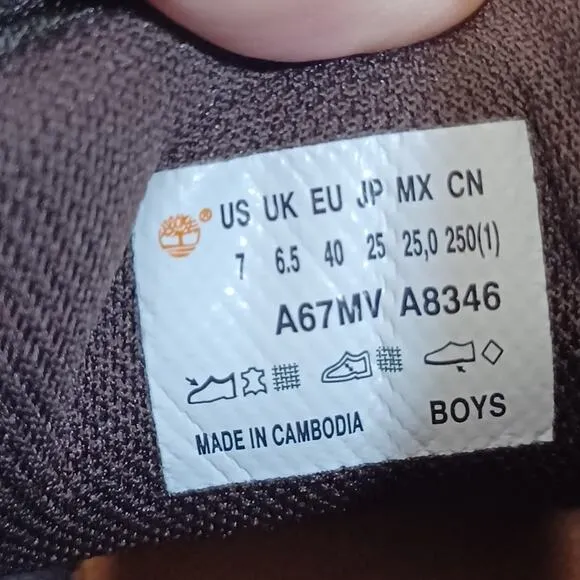 ® US UK EU JP MX CN
7 6.5 40 25 25,0 250(1)
A67MV A8346
MADE IN CAMBODIA BOYS